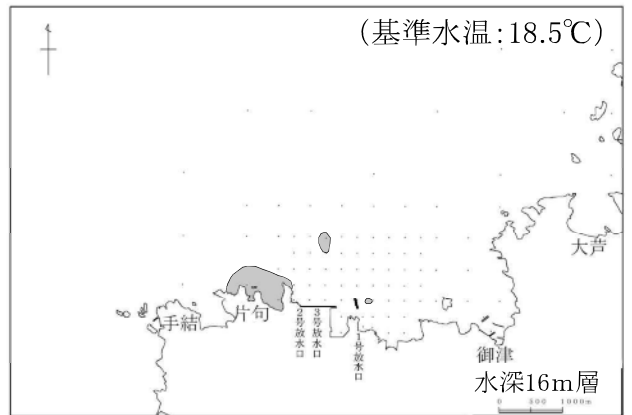 (基準水温:18.5℃)
大芦
手結
片句
2号放水口
3号放水口
1号放水口
御津
水深16m層
0 500 1000m